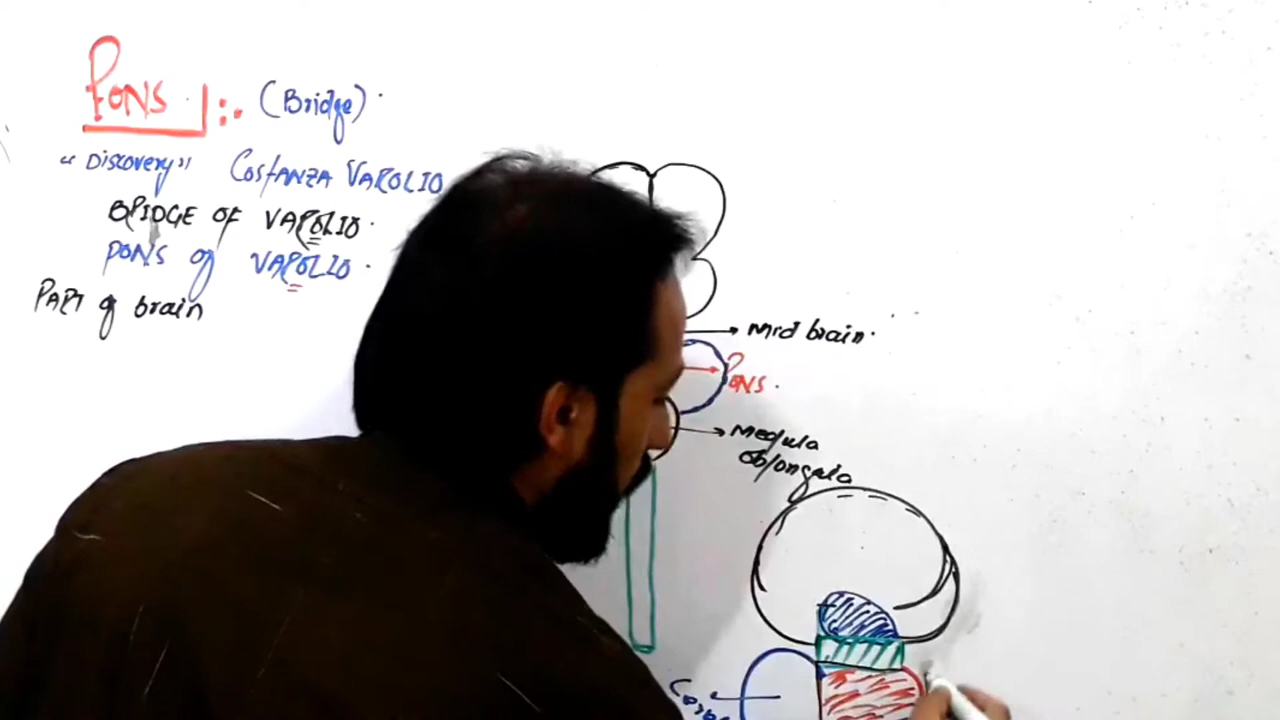 PONS :. (Bridge)
"Discovery" CostANZA VAROLIO
BRIDGE OF VAROLIO.
PONS of VAROLIO.
PART of brain
Mid brain.
PONS.
Medula
oblongata